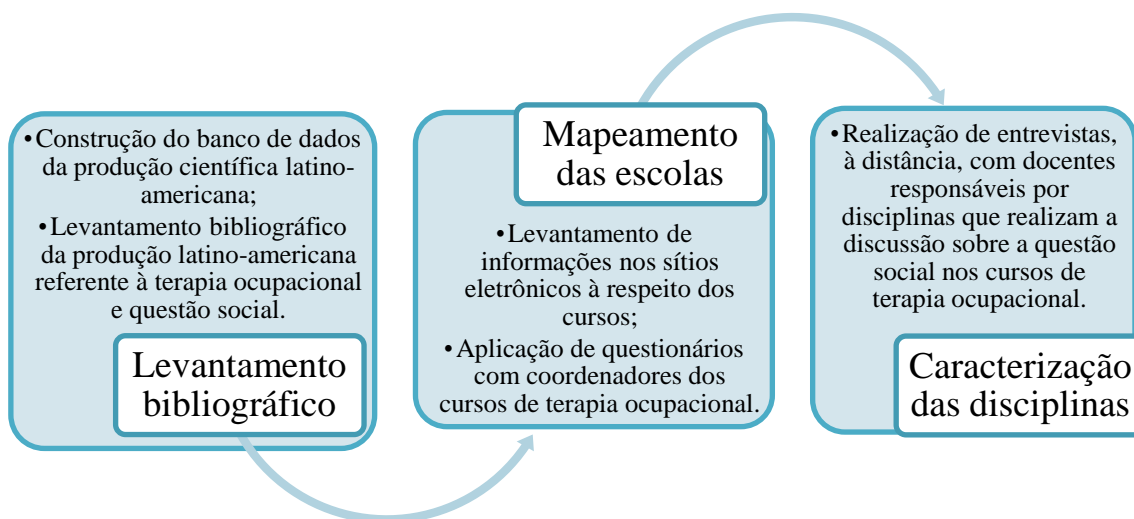 •Construção do banco de dados
da produção científica latino-
americana;
•Levantamento bibliográfico
da produção latino-americana
referente à terapia ocupacional
e questão social.
Levantamento
bibliográfico
Mapeamento
das escolas
•Levantamento de
informações nos sítios
eletrônicos à respeito dos
cursos;
•Aplicação de questionários
com coordenadores dos
cursos de terapia ocupacional.
•Realização de entrevistas,
à distância, com docentes
responsáveis por
disciplinas que realizam a
discussão sobre a questão
social nos cursos de
terapia ocupacional.
Caracterização
das disciplinas